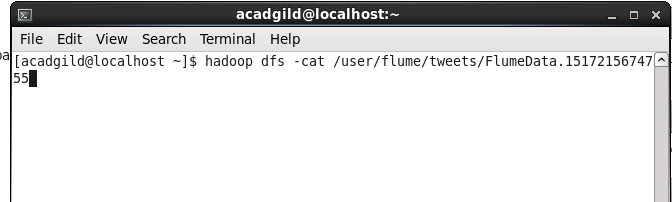 acadgild@localhost:~
File Edit View Search Terminal Help
[acadgild@localhost ~]$ hadoop dfs -cat /user/flume/tweets/FlumeData.15172156747
55